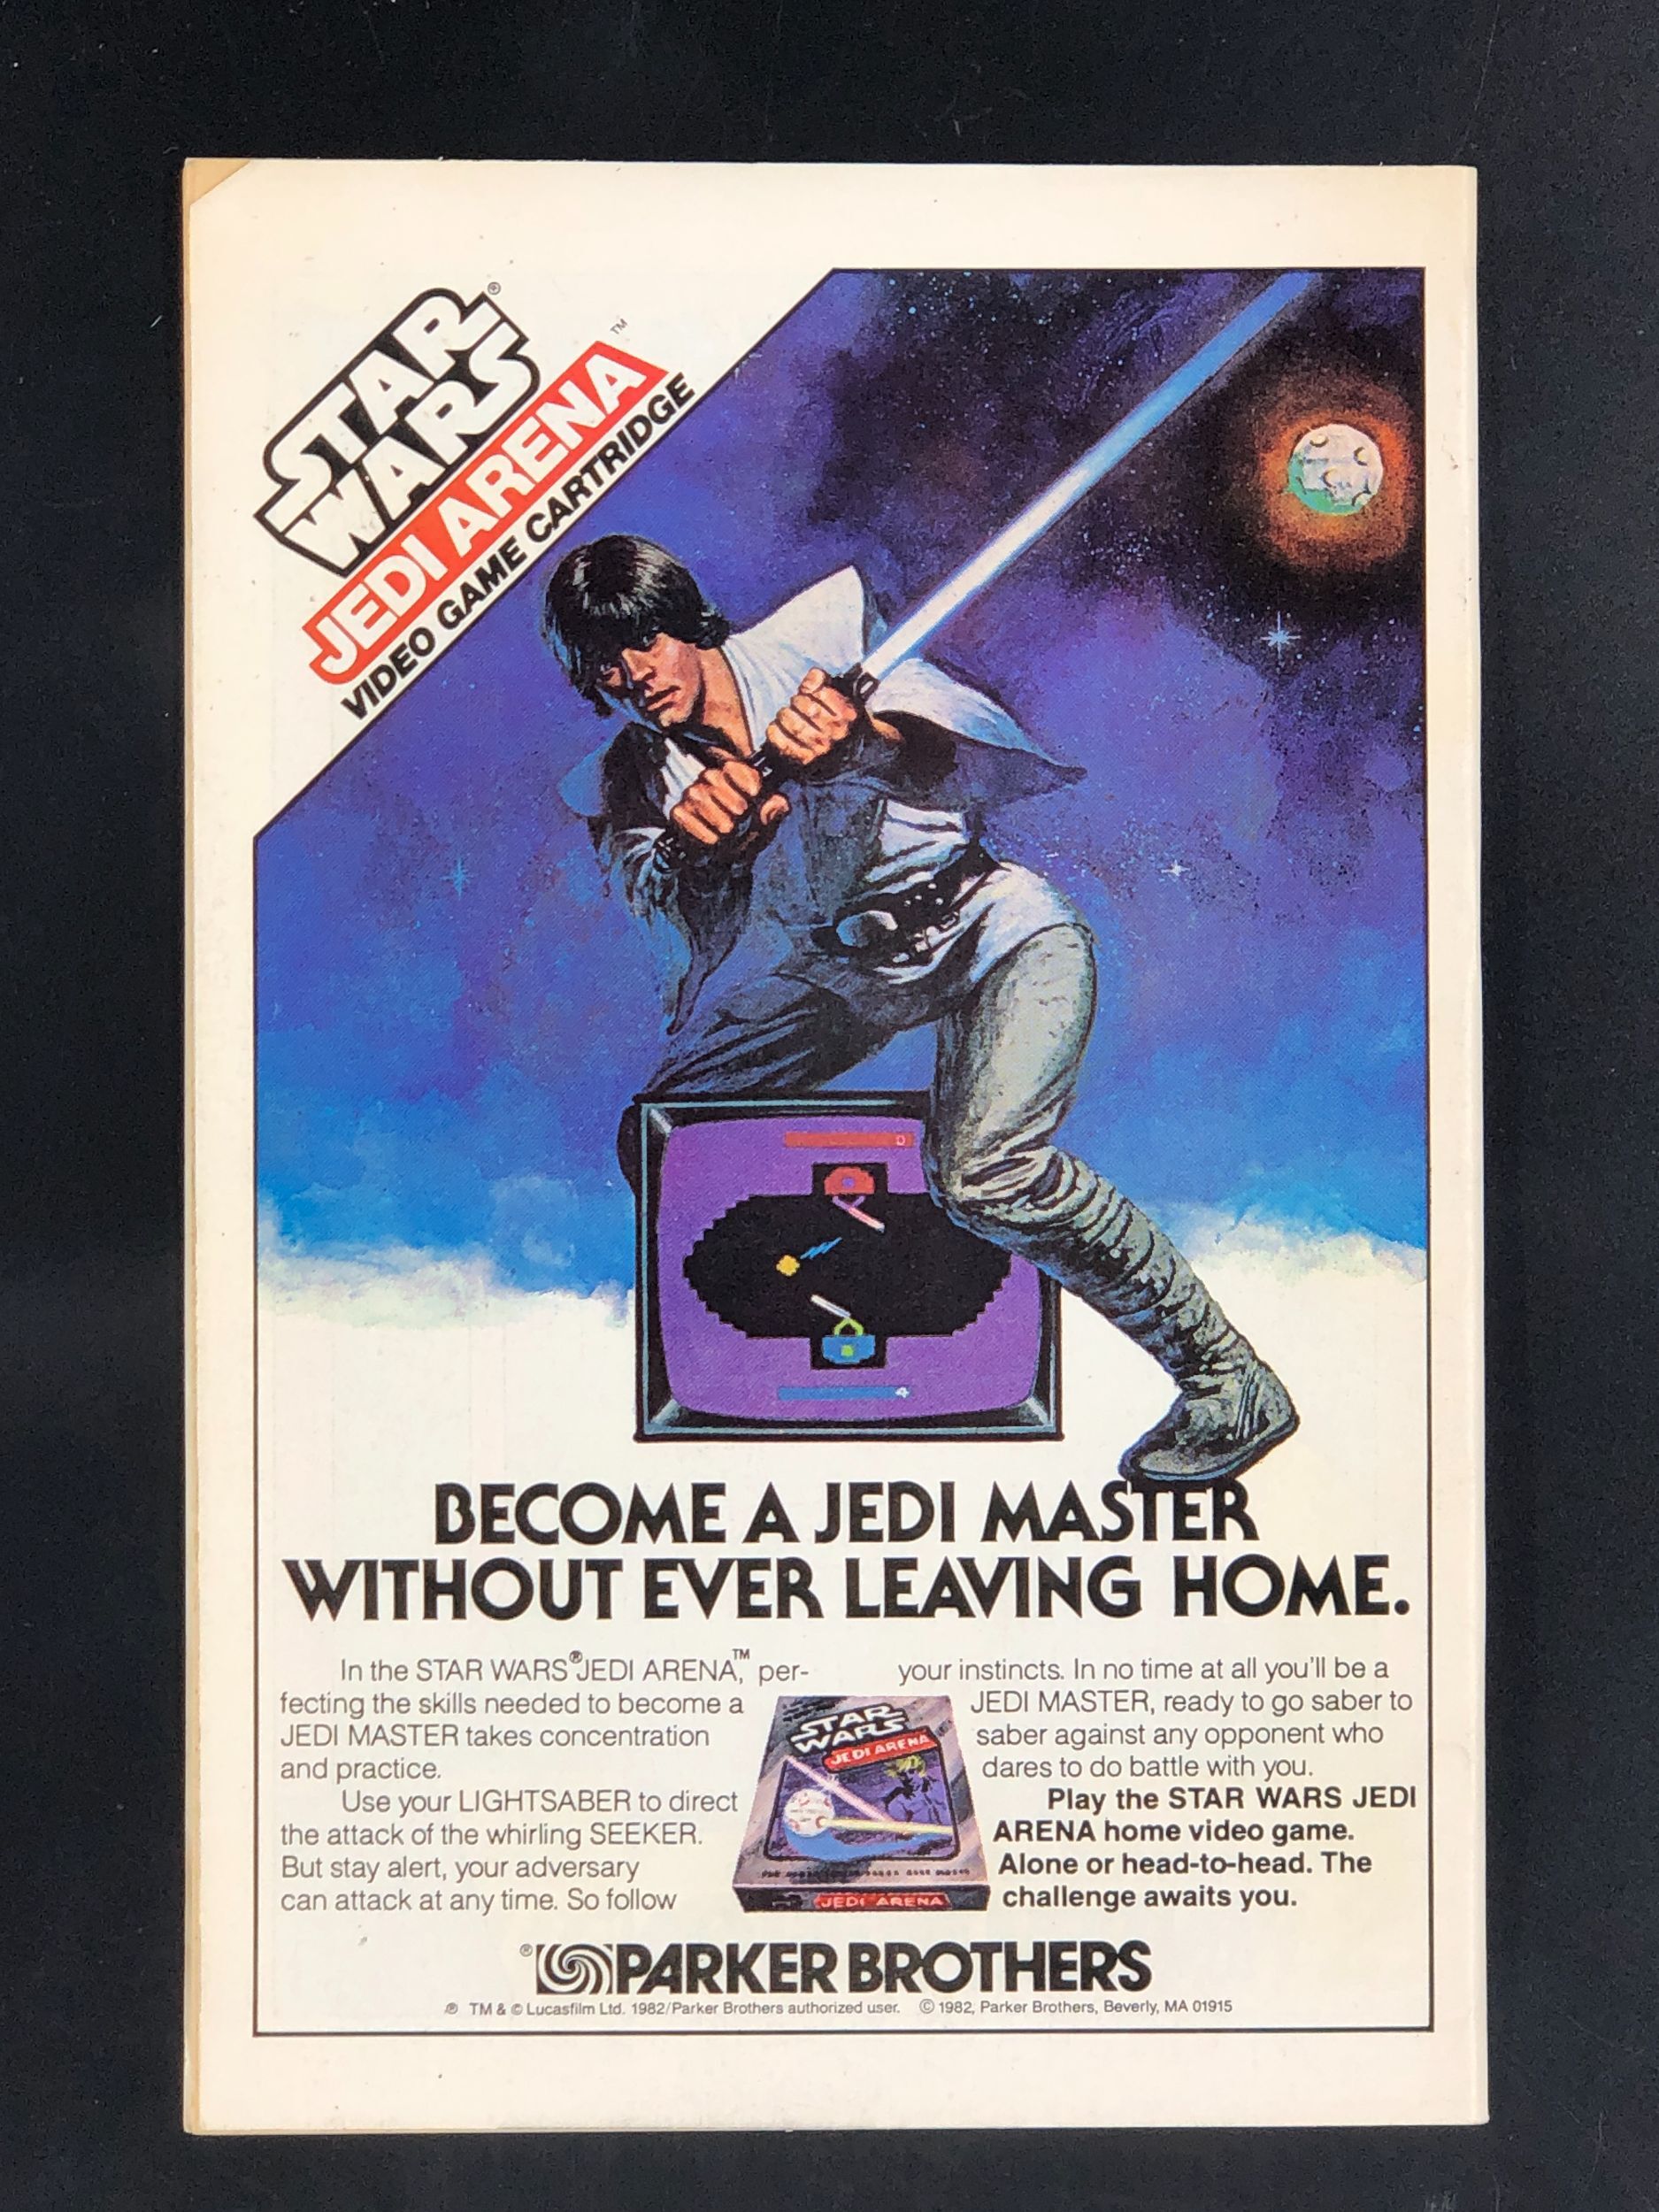 STAR
WARS®
JEDI ARENA™
VIDEO GAME CARTRIDGE
0
4
BECOME A JEDI MASTER
WITHOUT EVER LEAVING HOME.
In the STAR WARS® JEDI ARENA,™ per-
fecting the skills needed to become a
JEDI MASTER takes concentration
and practice.
Use your LIGHTSABER to direct
the attack of the whirling SEEKER.
But stay alert, your adversary
can attack at any time. So follow
your instincts. In no time at all you'll be a
JEDI MASTER, ready to go saber to
saber against any opponent who
dares to do battle with you.
Play the STAR WARS JEDI
ARENA home video game.
Alone or head-to-head. The
challenge awaits you.
STAR
WARS
JEDI ARENA
JEDI ARENA
® PARKER BROTHERS
® TM & © Lucasfilm Ltd. 1982/Parker Brothers authorized user. © 1982, Parker Brothers, Beverly, MA 01915